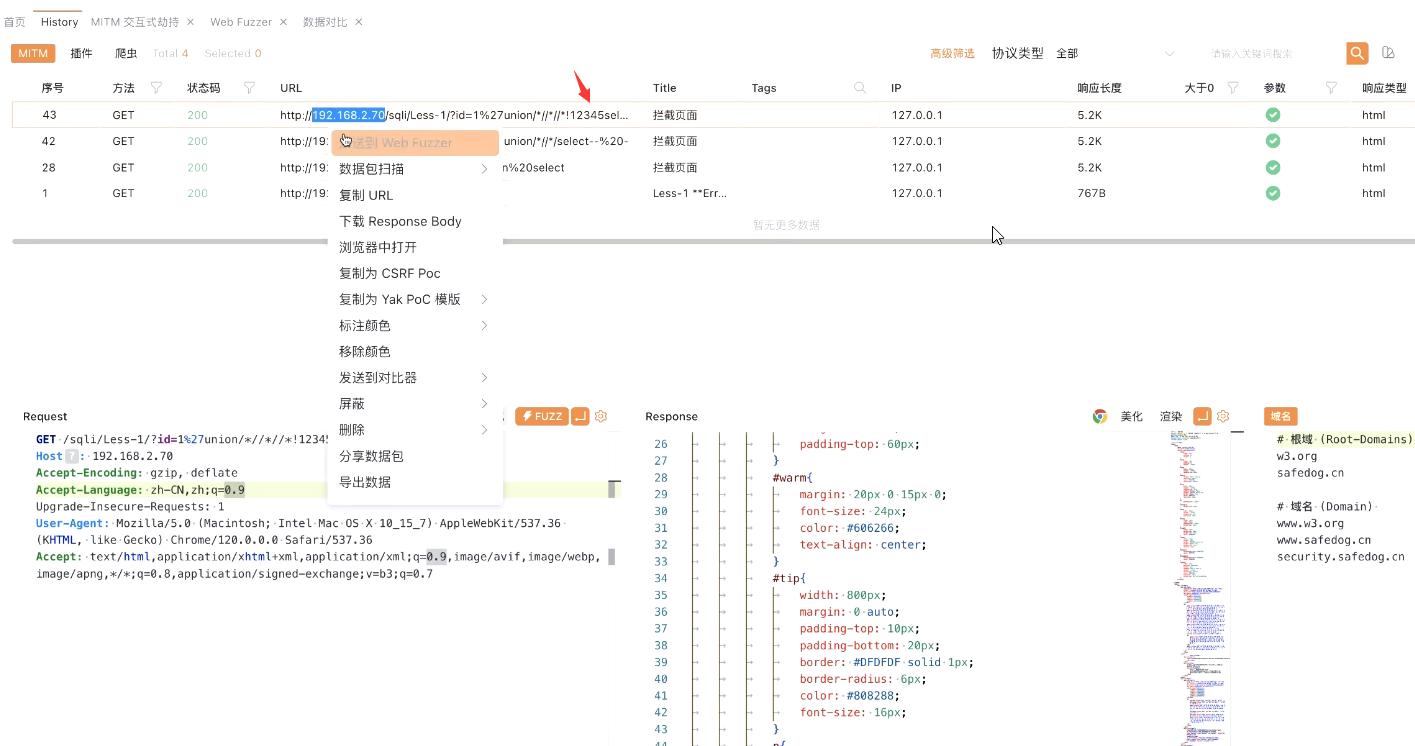 首页 History MITM 交互式劫持 × Web Fuzzer × 数据对比 ×
MITM 插件 爬虫 Total 4 Selected 0 高级筛选 协议类型 全部 请输入关键词搜索
序号 方法 状态码 URL Title Tags IP 响应长度 大于0 参数 响应类型
43 GET 200 http://192.168.2.70/sqli/Less-1/?id=1%27union/*//*//*!12345sel... 拦截页面 127.0.0.1 5.2K html
42 GET 200 http://19 union/*//*/select--%20- 拦截页面 127.0.0.1 5.2K html
28 GET 200 http://19 n%20select 拦截页面 127.0.0.1 5.2K html
1 GET 200 http://19 Less-1 **Err... 127.0.0.1 767B html
暂无更多数据
发送到 Web Fuzzer
数据包扫描
复制 URL
下载 Response Body
浏览器中打开
复制为 CSRF Poc
复制为 Yak PoC 模版
标注颜色
移除颜色
发送到对比器
屏蔽
删除
分享数据包
导出数据
Request FUZZ
GET /sqli/Less-1/?id=1%27union/*//*//*!1234
Host ? : 192.168.2.70
Accept-Encoding: gzip, deflate
Accept-Language: zh-CN,zh;q=0.9
Upgrade-Insecure-Requests: 1
User-Agent: Mozilla/5.0 (Macintosh; Intel Mac OS X 10_15_7) AppleWebKit/537.36
(KHTML, like Gecko) Chrome/120.0.0.0 Safari/537.36
Accept: text/html,application/xhtml+xml,application/xml;q=0.9,image/avif,image/webp,
image/apng,*/*;q=0.8,application/signed-exchange;v=b3;q=0.7
Response 美化 渲染
26 padding-top: 60px;
27 }
28 #warm{
29 margin: 20px 0 15px 0;
30 font-size: 24px;
31 color: #606266;
32 text-align: center;
33 }
34 #tip{
35 width: 800px;
36 margin: 0 auto;
37 padding-top: 10px;
38 padding-bottom: 20px;
39 border: #DFDFDF solid 1px;
40 border-radius: 6px;
41 color: #808288;
42 font-size: 16px;
43 }
44 p{
域名
# 根域 (Root-Domains)
w3.org
safedog.cn
# 域名 (Domain)
www.w3.org
www.safedog.cn
security.safedog.cn